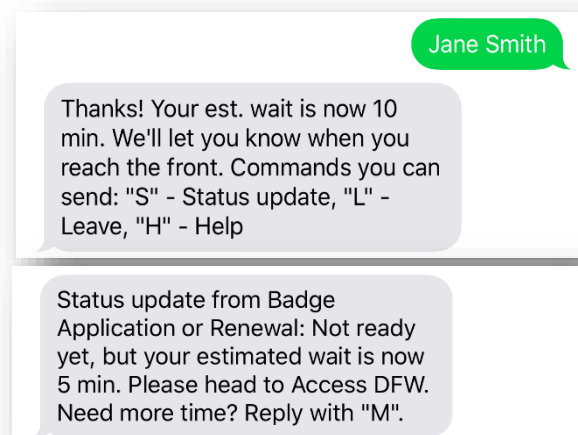 Jane Smith
Thanks! Your est. wait is now 10
min. We'll let you know when you
reach the front. Commands you can
send: "S" - Status update, "L" -
Leave, "H" - Help
Status update from Badge
Application or Renewal: Not ready
yet, but your estimated wait is now
5 min. Please head to Access DFW.
Need more time? Reply with "M".